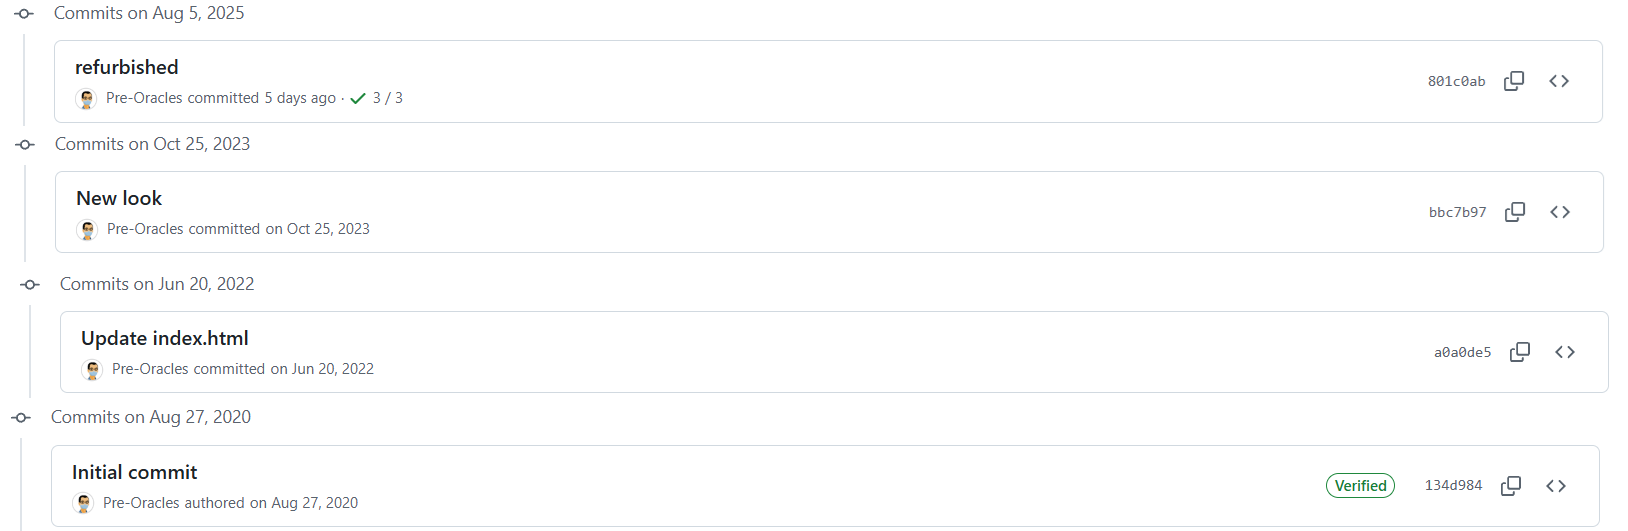 Commits on Aug 5, 2025
refurbished
801c0ab
Pre-Oracles committed 5 days ago · 3 / 3
Commits on Oct 25, 2023
New look
bbc7b97
Pre-Oracles committed on Oct 25, 2023
Commits on Jun 20, 2022
Update index.html
a0a0de5
Pre-Oracles committed on Jun 20, 2022
Commits on Aug 27, 2020
Initial commit
Verified 134d984
Pre-Oracles authored on Aug 27, 2020